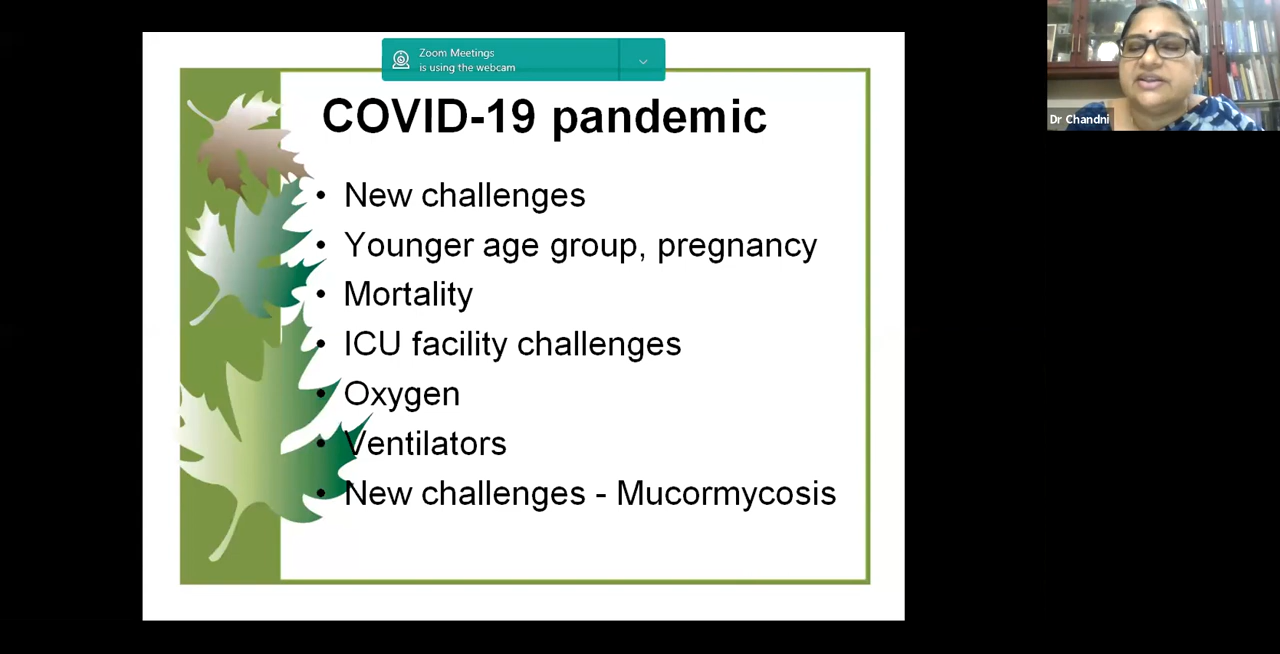 Zoom Meetings
is using the webcam
COVID-19 pandemic
• New challenges
• Younger age group, pregnancy
• Mortality
• ICU facility challenges
• Oxygen
• Ventilators
• New challenges - Mucormycosis
Dr Chandni